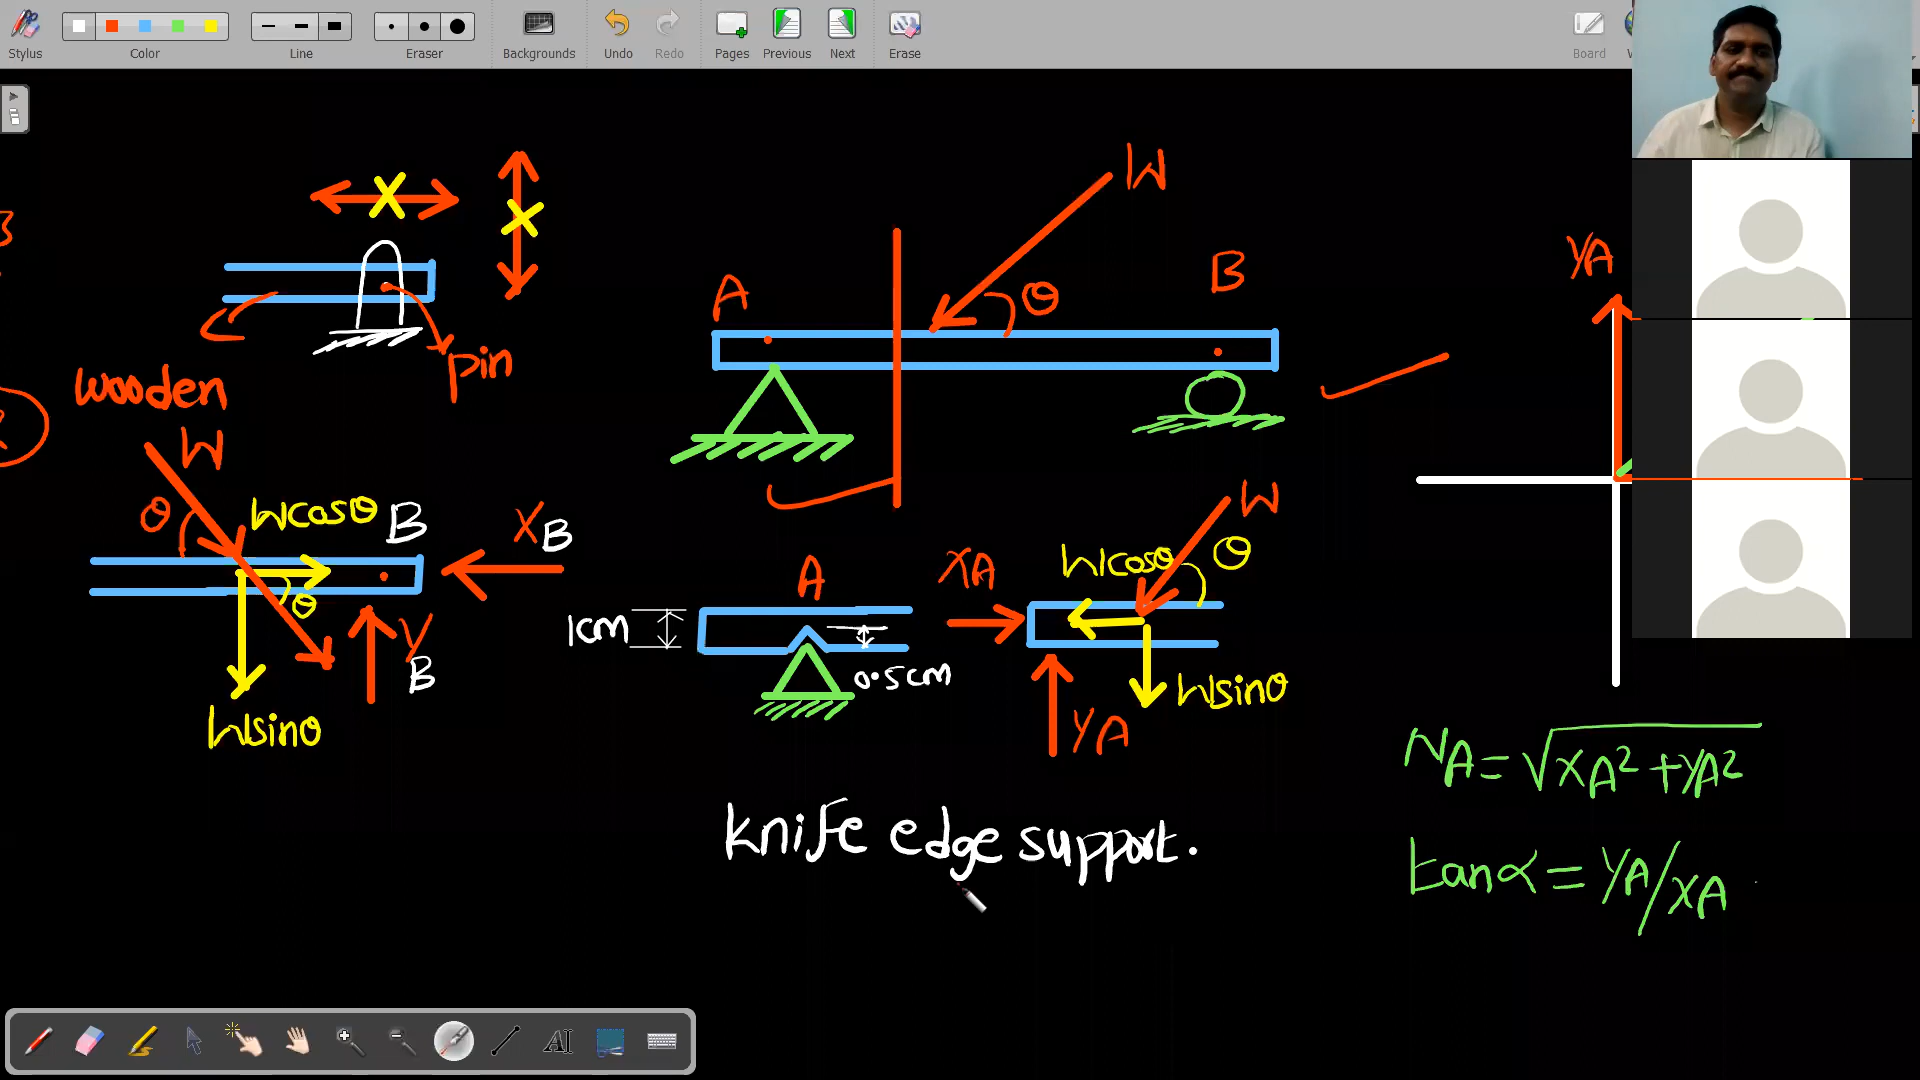 Stylus
Color
Line
Eraser
Backgrounds
Undo
Redo
Pages
Previous
Next
Erase
Board
W
YA
B
A
θ
pin
wooden
W
W
Wcosθ
B
XB
θ
XA
Wcosθ
θ
A
1cm
θ
YB
0.5cm
Wsinθ
Wsinθ
YA
NA = √XA² + YA²
knife edge support.
tanα = YA/XA